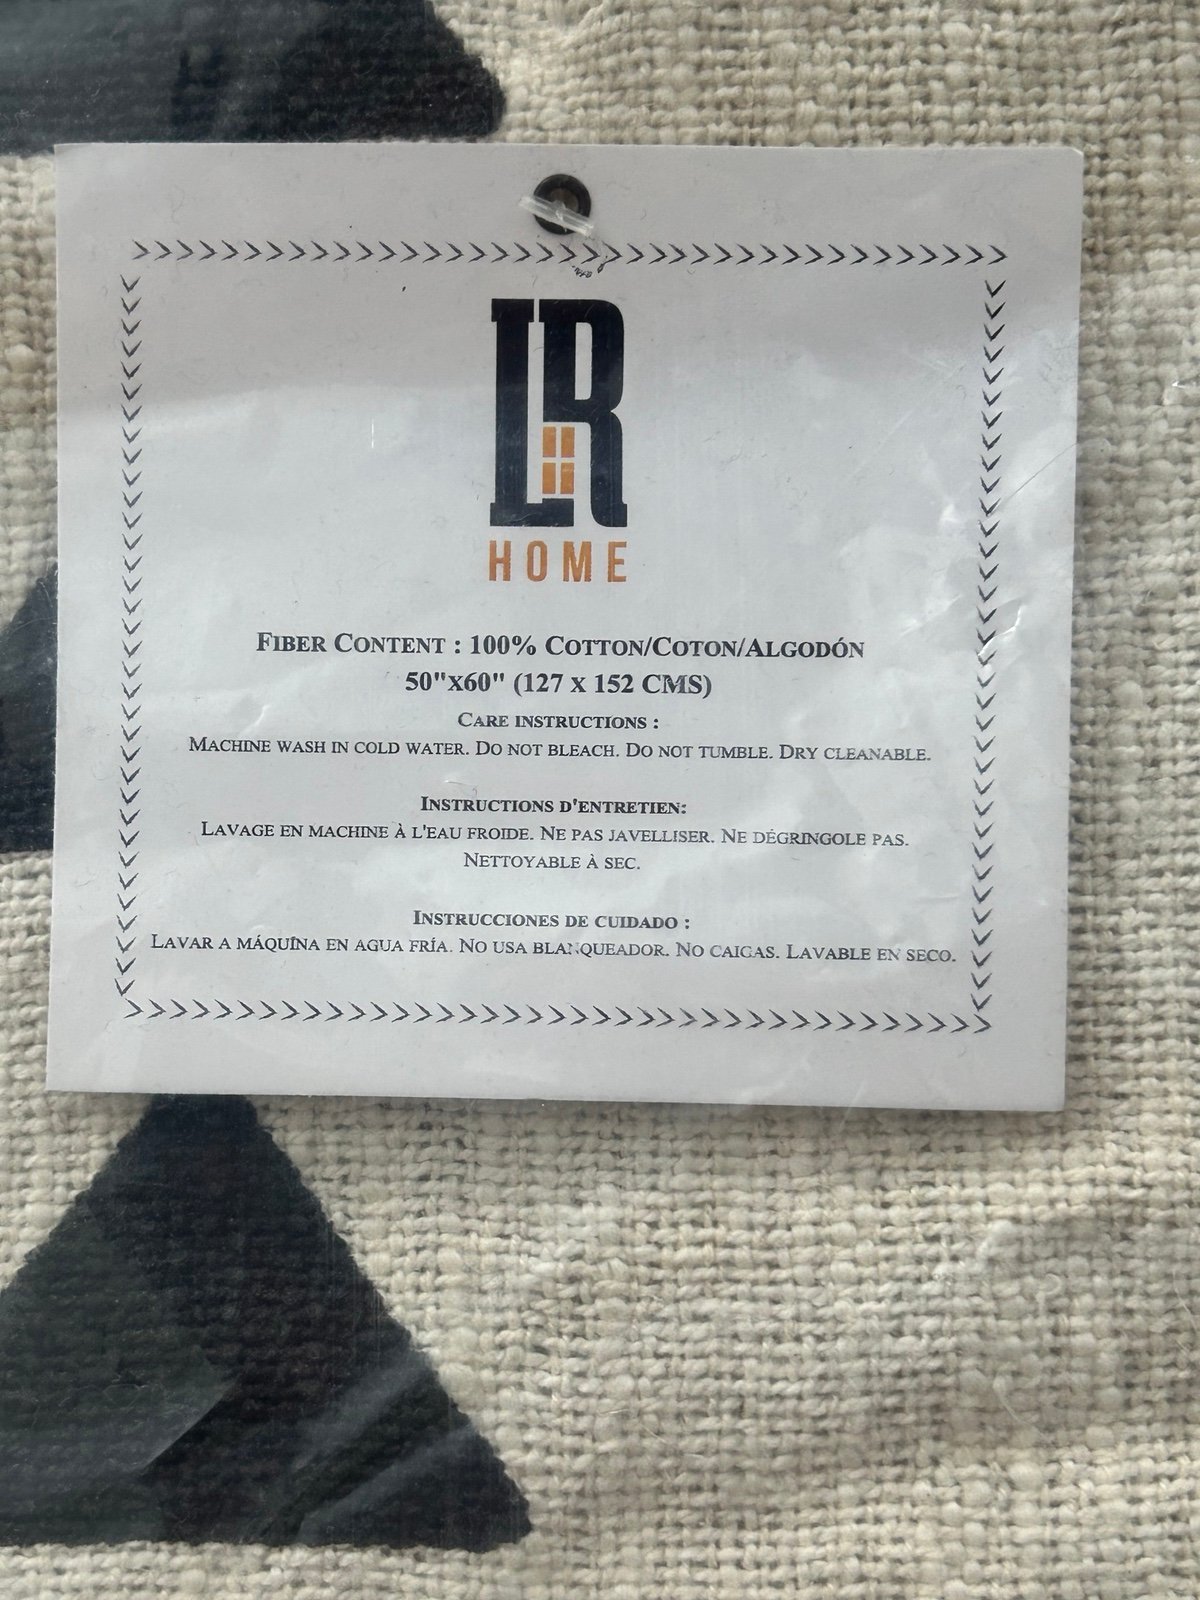 LR
HOME
FIBER CONTENT : 100% COTTON/COTON/ALGODÓN
50"x60" (127 x 152 CMS)
CARE INSTRUCTIONS :
MACHINE WASH IN COLD WATER. DO NOT BLEACH. DO NOT TUMBLE. DRY CLEANABLE.
INSTRUCTIONS D'ENTRETIEN:
LAVAGE EN MACHINE À L'EAU FROIDE. NE PAS JAVELLISER. NE DÉGRINGOLE PAS.
NETTOYABLE À SEC.
INSTRUCCIONES DE CUIDADO :
LAVAR A MÁQUINA EN AGUA FRÍA. NO USA BLANQUEADOR. NO CAIGAS. LAVABLE EN SECO.